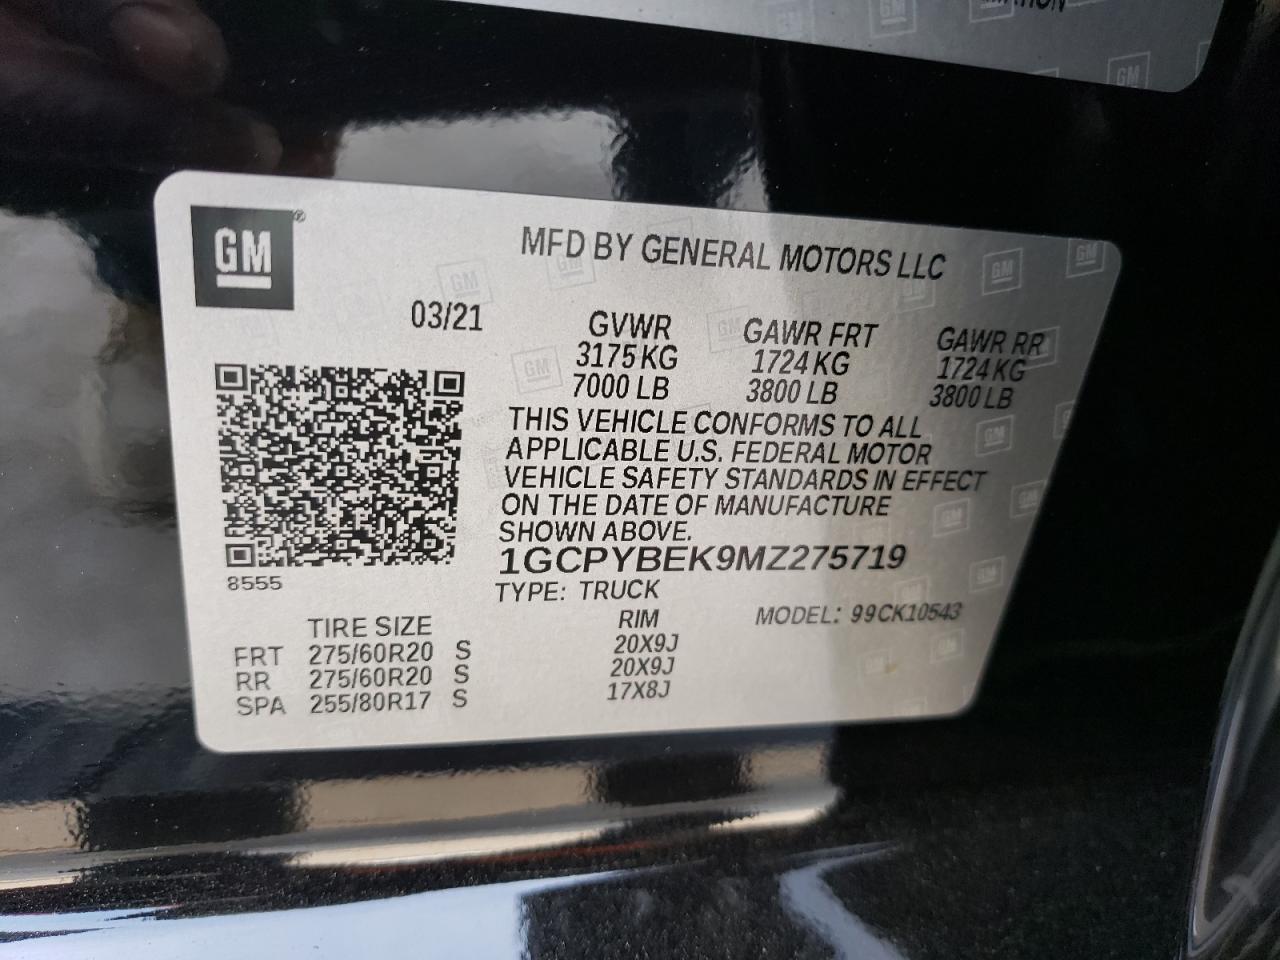 GM
MFD BY GENERAL MOTORS LLC
03/21
GVWR GAWR FRT GAWR RR
3175 KG 1724 KG 1724 KG
7000 LB 3800 LB 3800 LB
THIS VEHICLE CONFORMS TO ALL
APPLICABLE U.S. FEDERAL MOTOR
VEHICLE SAFETY STANDARDS IN EFFECT
ON THE DATE OF MANUFACTURE
SHOWN ABOVE.
1GCPYBEK9MZ275719
8555
TYPE: TRUCK
MODEL: 99CK10543
TIRE SIZE RIM
FRT 275/60R20 S 20X9J
RR 275/60R20 S 20X9J
SPA 255/80R17 S 17X8J